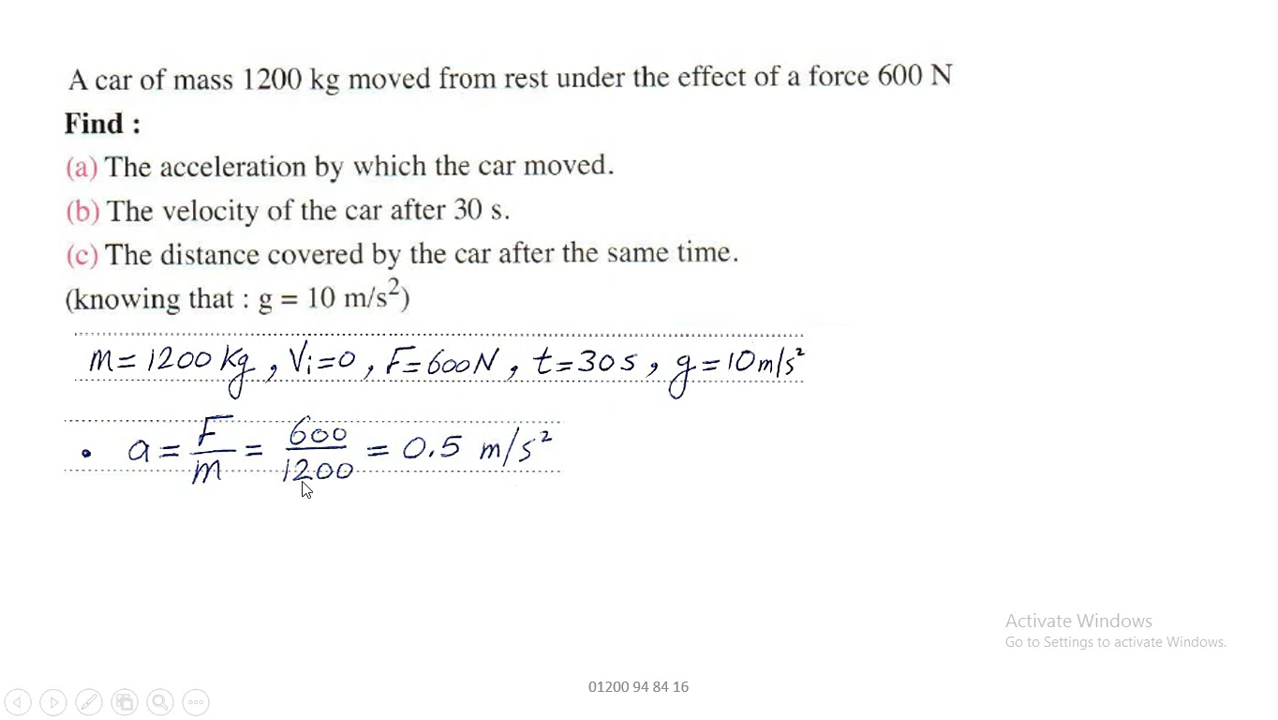 A car of mass 1200 kg moved from rest under the effect of a force 600 N
Find :
(a) The acceleration by which the car moved.
(b) The velocity of the car after 30 s.
(c) The distance covered by the car after the same time.
(knowing that : g = 10 m/s²)
m = 1200 kg , Vi = 0 , F = 600 N , t = 30 s , g = 10 m/s²
• a = F/m = 600/1200 = 0.5 m/s²
Activate Windows
Go to Settings to activate Windows.
01200 94 84 16